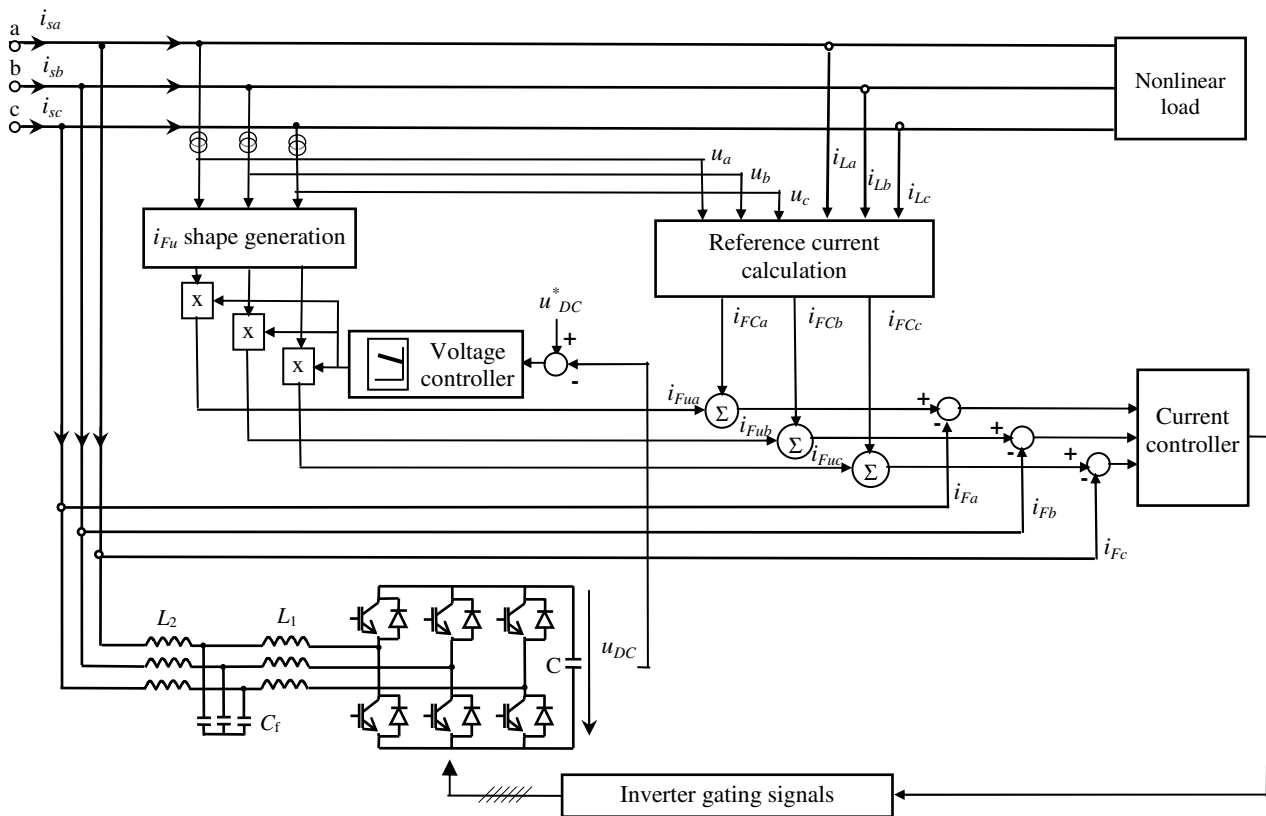 a
i_sa
b
i_sb
c
i_sc
Nonlinear
load
u_a
u_b
u_c
i_La
i_Lb
i_Lc
i_Fu shape generation
Reference current
calculation
x
x
x
u*_DC
+
-
Voltage
controller
i_FCa
i_FCb
i_FCc
i_Fua
i_Fub
i_Fuc
Σ
Σ
Σ
+
-
+
-
+
-
Current
controller
i_Fa
i_Fb
i_Fc
L_2
L_1
C_f
C
u_DC
Inverter gating signals